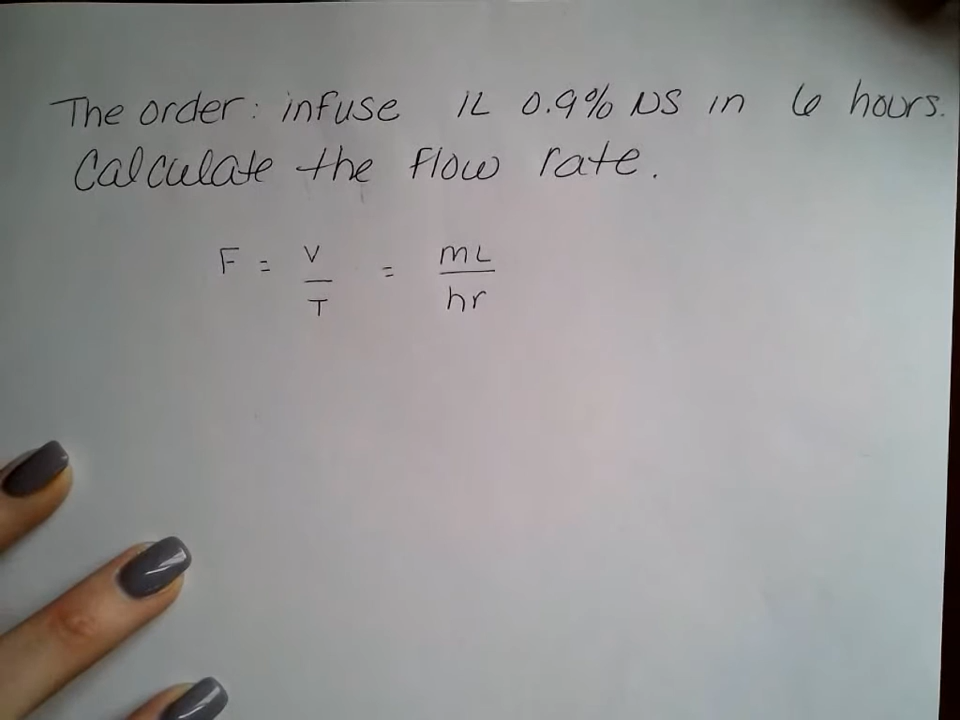 The order: infuse 1L 0.9% NS in 6 hours.
Calculate the flow rate.
F = V/T = mL/hr